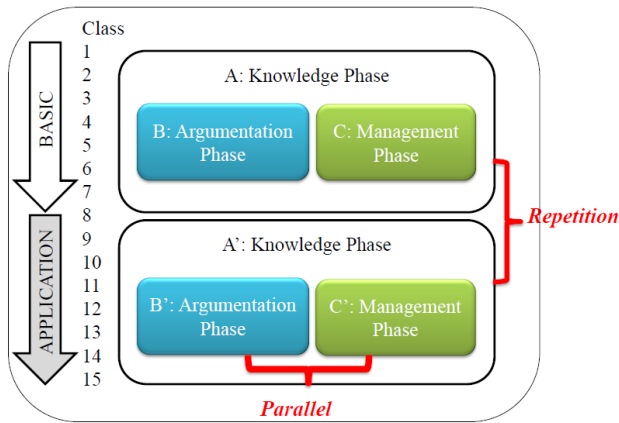 Class
1
2
3
4
5
6
7
8
9
10
11
12
13
14
15
BASIC
APPLICATION
A: Knowledge Phase
B: Argumentation
Phase
C: Management
Phase
Repetition
A’: Knowledge Phase
B’: Argumentation
Phase
C’: Management
Phase
Parallel